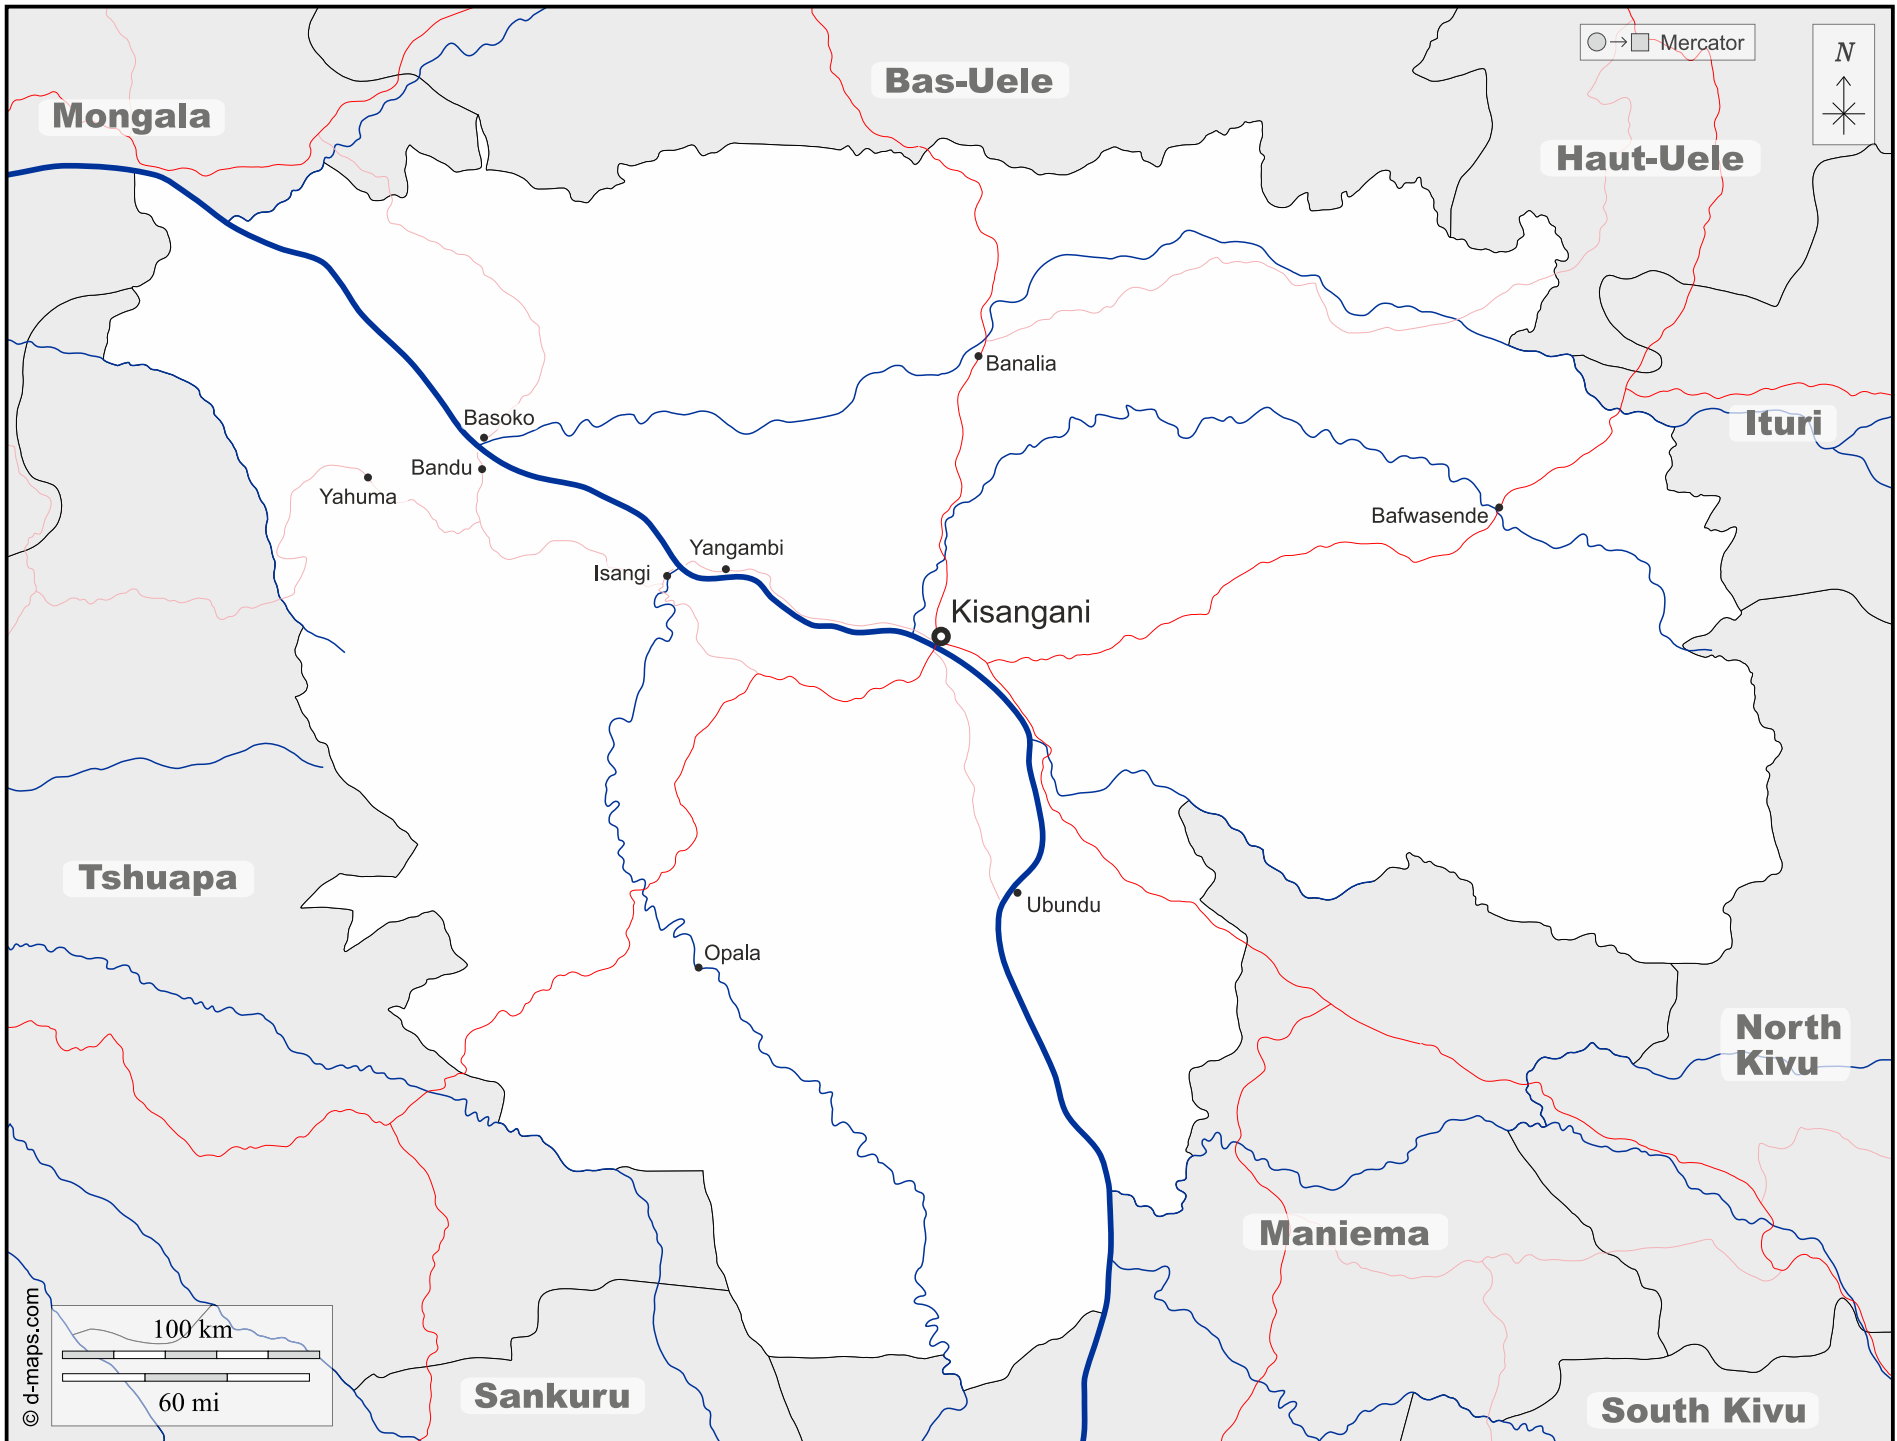 Mercator
N
Bas-Uele
Mongala
Haut-Uele
Banalia
Basoko
Ituri
Bandu
Yahuma
Bafwasende
Yangambi
Isangi
Kisangani
Tshuapa
Ubundu
Opala
North
Kivu
Maniema
© d-maps.com
100 km
60 mi
Sankuru
South Kivu